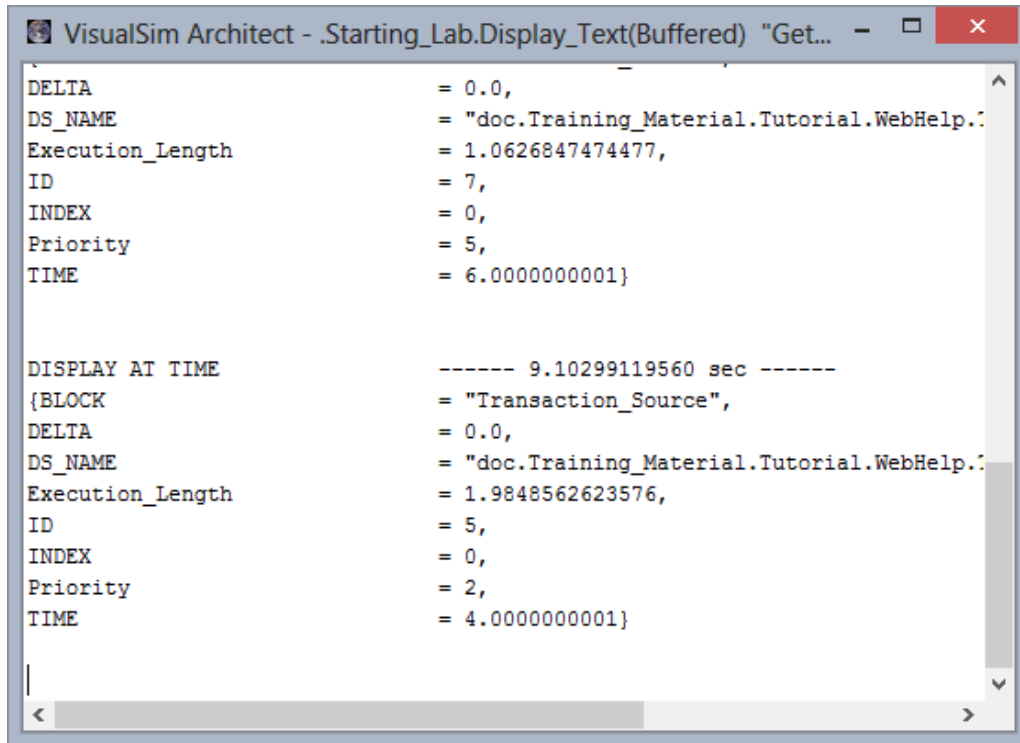 VisualSim Architect - .Starting_Lab.Display_Text(Buffered) "Get...
DELTA = 0.0,
DS_NAME = "doc.Training_Material.Tutorial.WebHelp.
Execution_Length = 1.0626847474477,
ID = 7,
INDEX = 0,
Priority = 5,
TIME = 6.0000000001}
DISPLAY AT TIME ------ 9.10299119560 sec ------
{BLOCK = "Transaction_Source",
DELTA = 0.0,
DS_NAME = "doc.Training_Material.Tutorial.WebHelp.
Execution_Length = 1.9848562623576,
ID = 5,
INDEX = 0,
Priority = 2,
TIME = 4.0000000001}